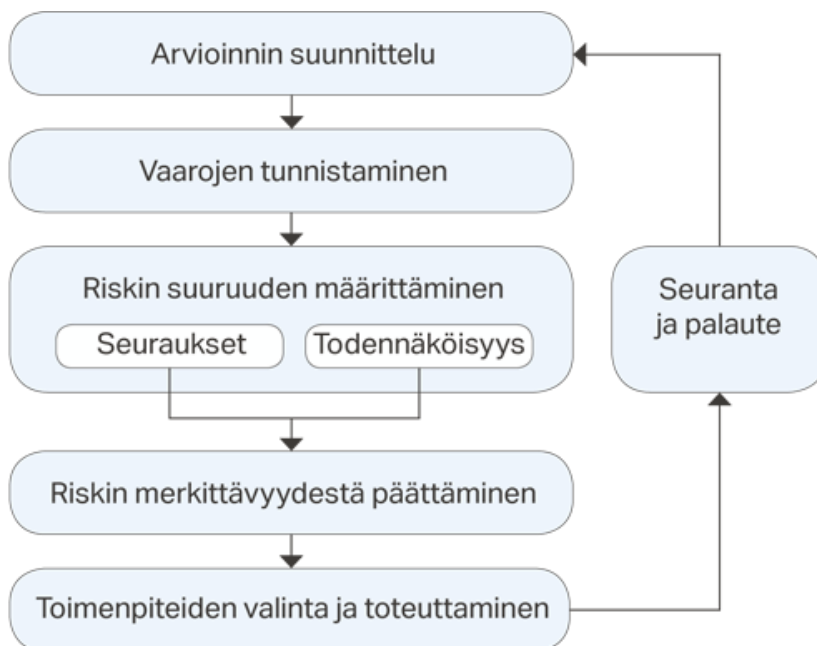 Arvioinnin suunnittelu
Vaarojen tunnistaminen
Riskin suuruuden määrittäminen
Seuraukset
Todennäköisyys
Riskin merkittävyydestä päättäminen
Toimenpiteiden valinta ja toteuttaminen
Seuranta
ja palaute